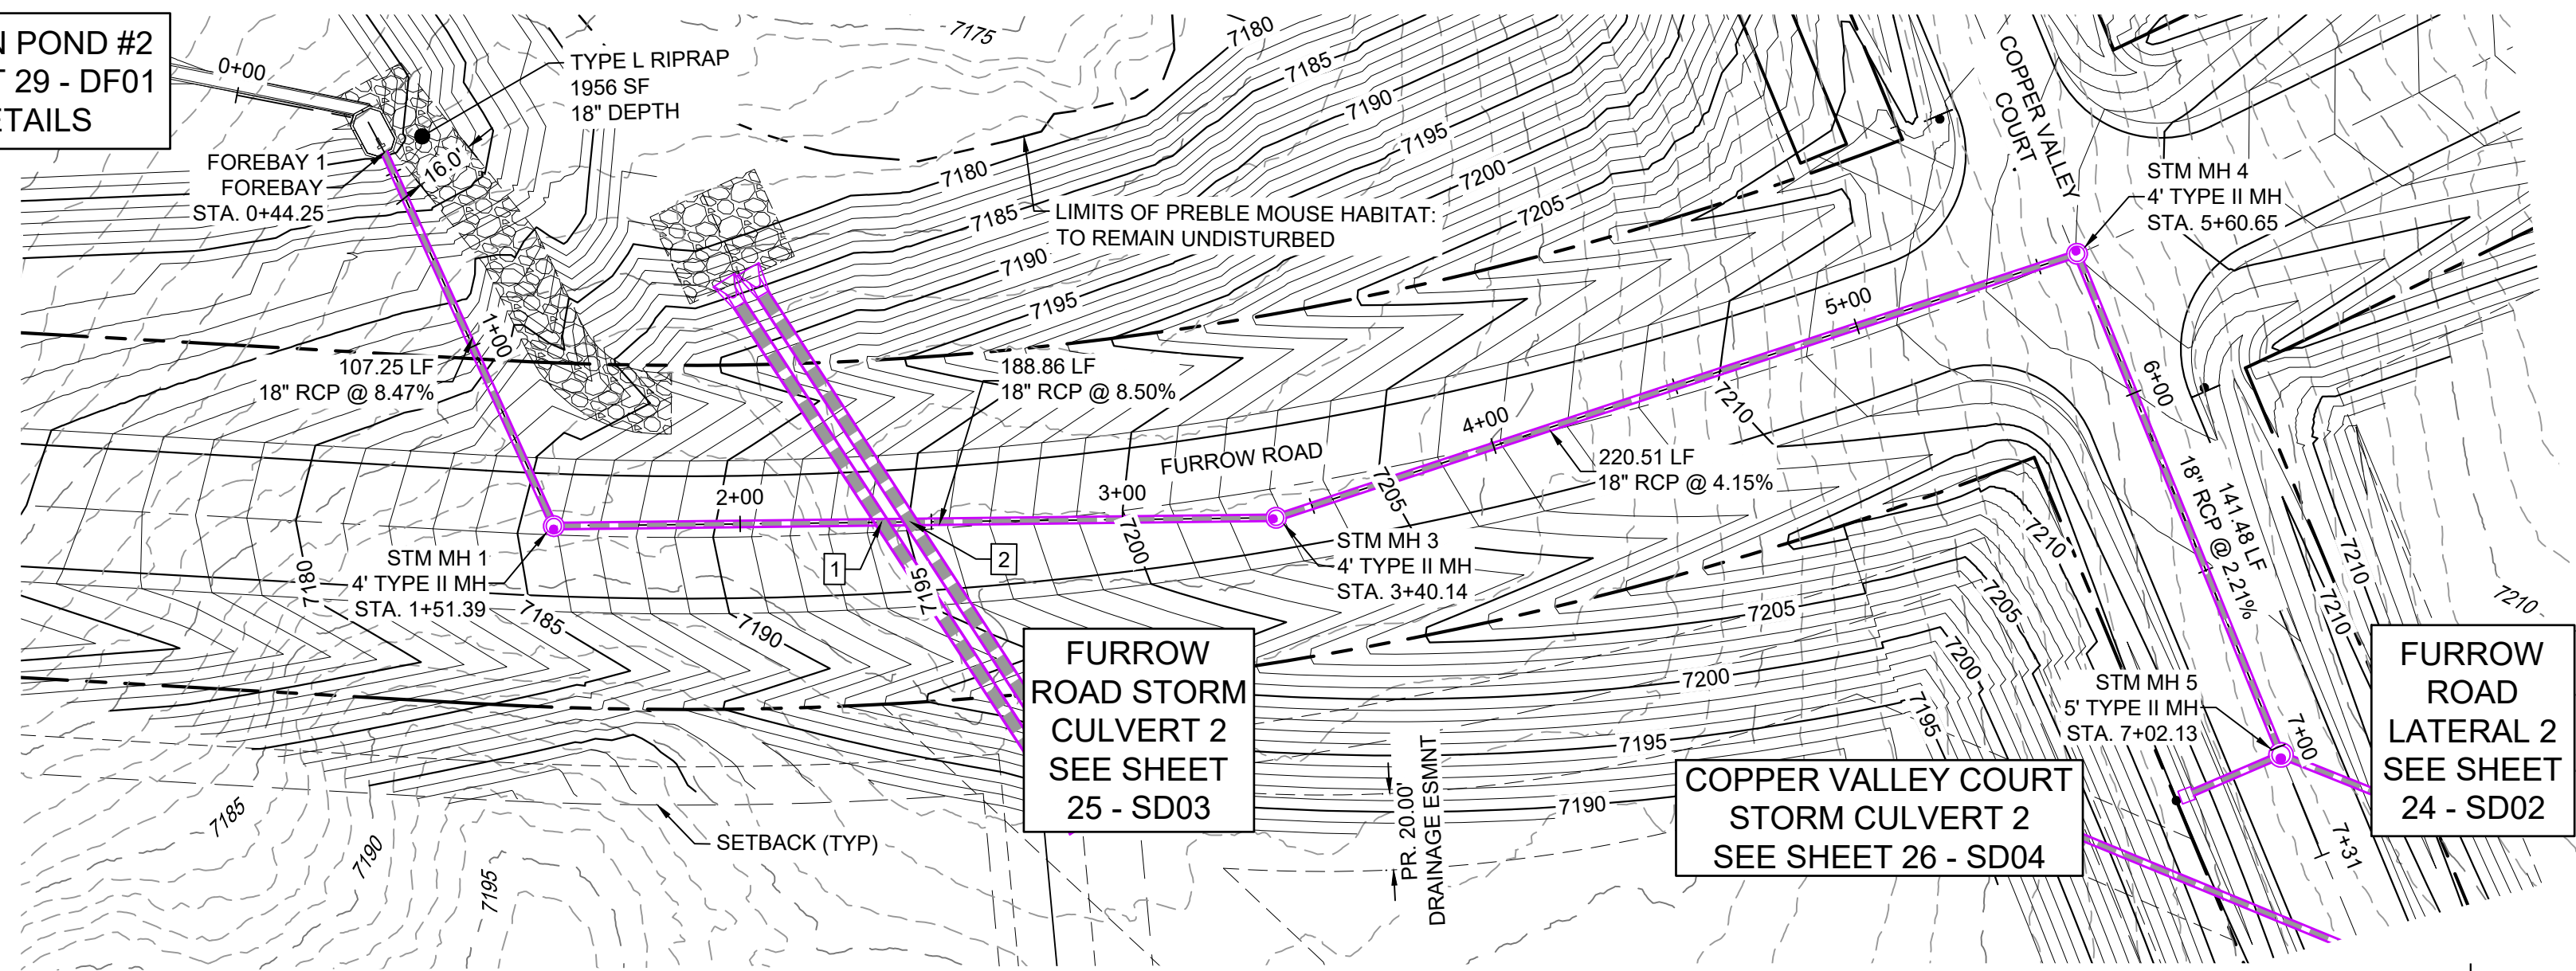 N POND #2
T 29 - DF01
ETAILS
0+00
TYPE L RIPRAP
1956 SF
18" DEPTH
7175
7180
7185
7190
7195
7200
7205
COPPER VALLEY
COURT
FOREBAY 1
FOREBAY
STA. 0+44.25
16.0'
7180
7185
7190
7195
LIMITS OF PREBLE MOUSE HABITAT:
TO REMAIN UNDISTURBED
STM MH 4
4' TYPE II MH
STA. 5+60.65
1+00
107.25 LF
18" RCP @ 8.47%
188.86 LF
18" RCP @ 8.50%
5+00
7210
6+00
4+00
FURROW ROAD
220.51 LF
18" RCP @ 4.15%
7205
2+00
3+00
7200
141.48 LF
18" RCP @ 2.21%
STM MH 1
4' TYPE II MH
STA. 1+51.39
1
2
STM MH 3
4' TYPE II MH
STA. 3+40.14
7180
7185
7190
7195
7210
7205
7205
7200
7200
7195
7195
7190
7210
7210
7210
FURROW
ROAD STORM
CULVERT 2
SEE SHEET
25 - SD03
STM MH 5
5' TYPE II MH
STA. 7+02.13
7+00
7+31
FURROW
ROAD
LATERAL 2
SEE SHEET
24 - SD02
COPPER VALLEY COURT
STORM CULVERT 2
SEE SHEET 26 - SD04
PR. 20.00'
DRAINAGE ESMNT
SETBACK (TYP)
7185
7190
7195